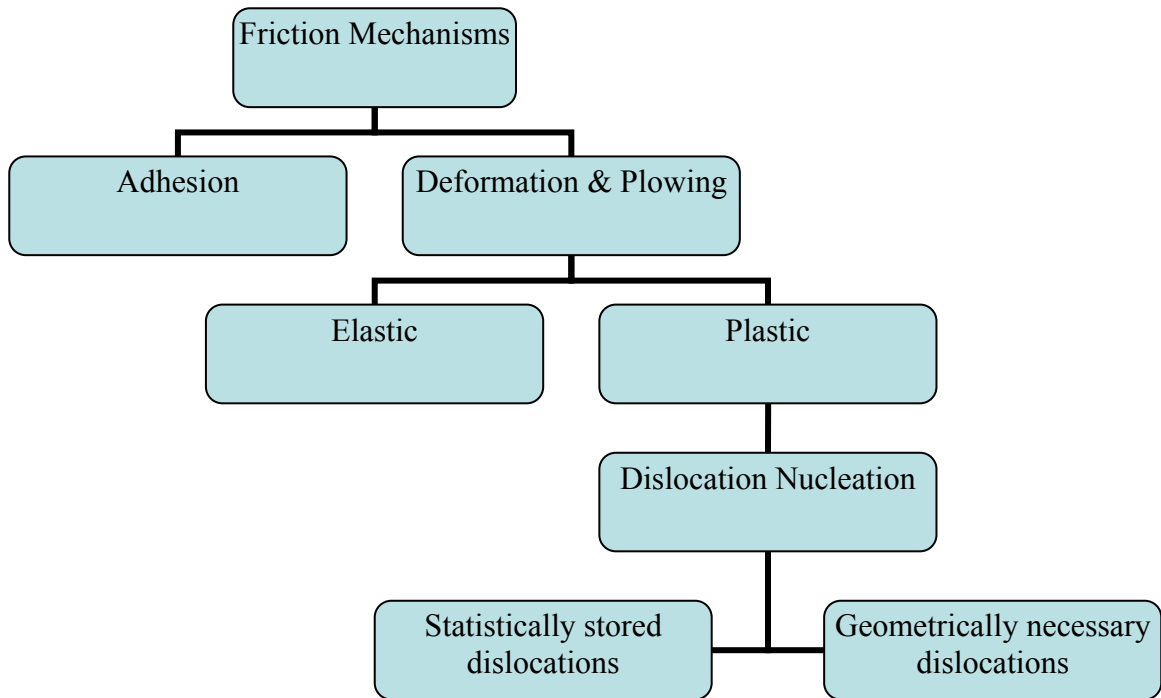 Friction Mechanisms
Adhesion
Deformation & Plowing
Elastic
Plastic
Dislocation Nucleation
Statistically stored
dislocations
Geometrically necessary
dislocations